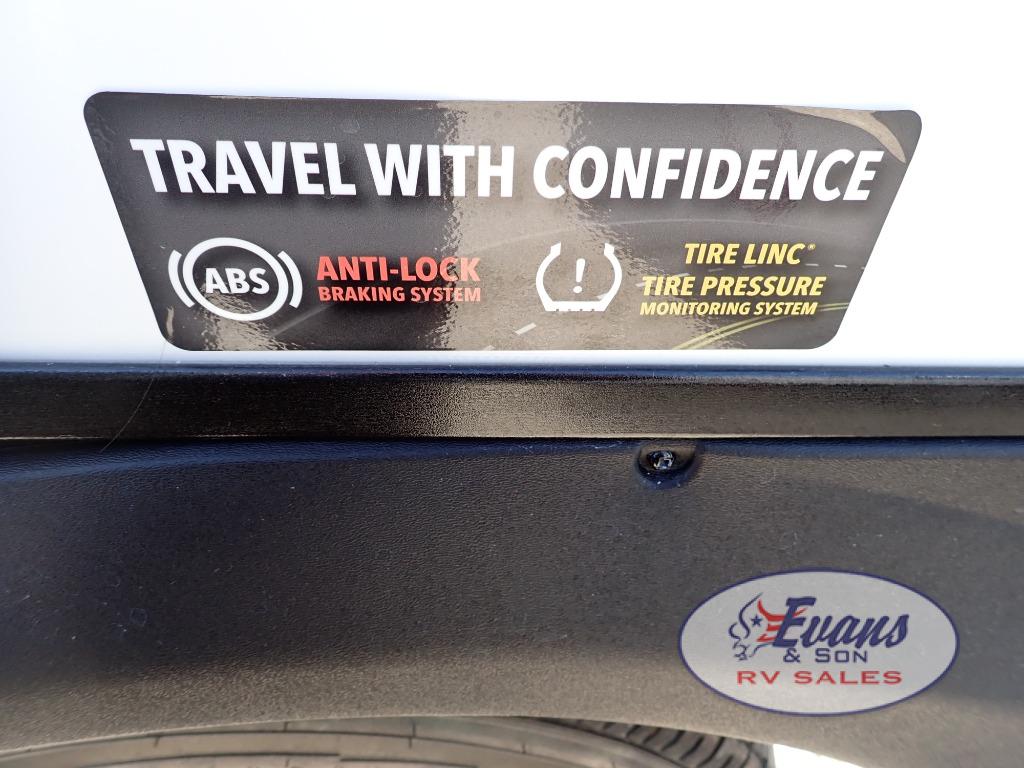 TRAVEL WITH CONFIDENCE
ABS
ANTI-LOCK
BRAKING SYSTEM
!
TIRE LINC®
TIRE PRESSURE
MONITORING SYSTEM
Evans
& SON
RV SALES